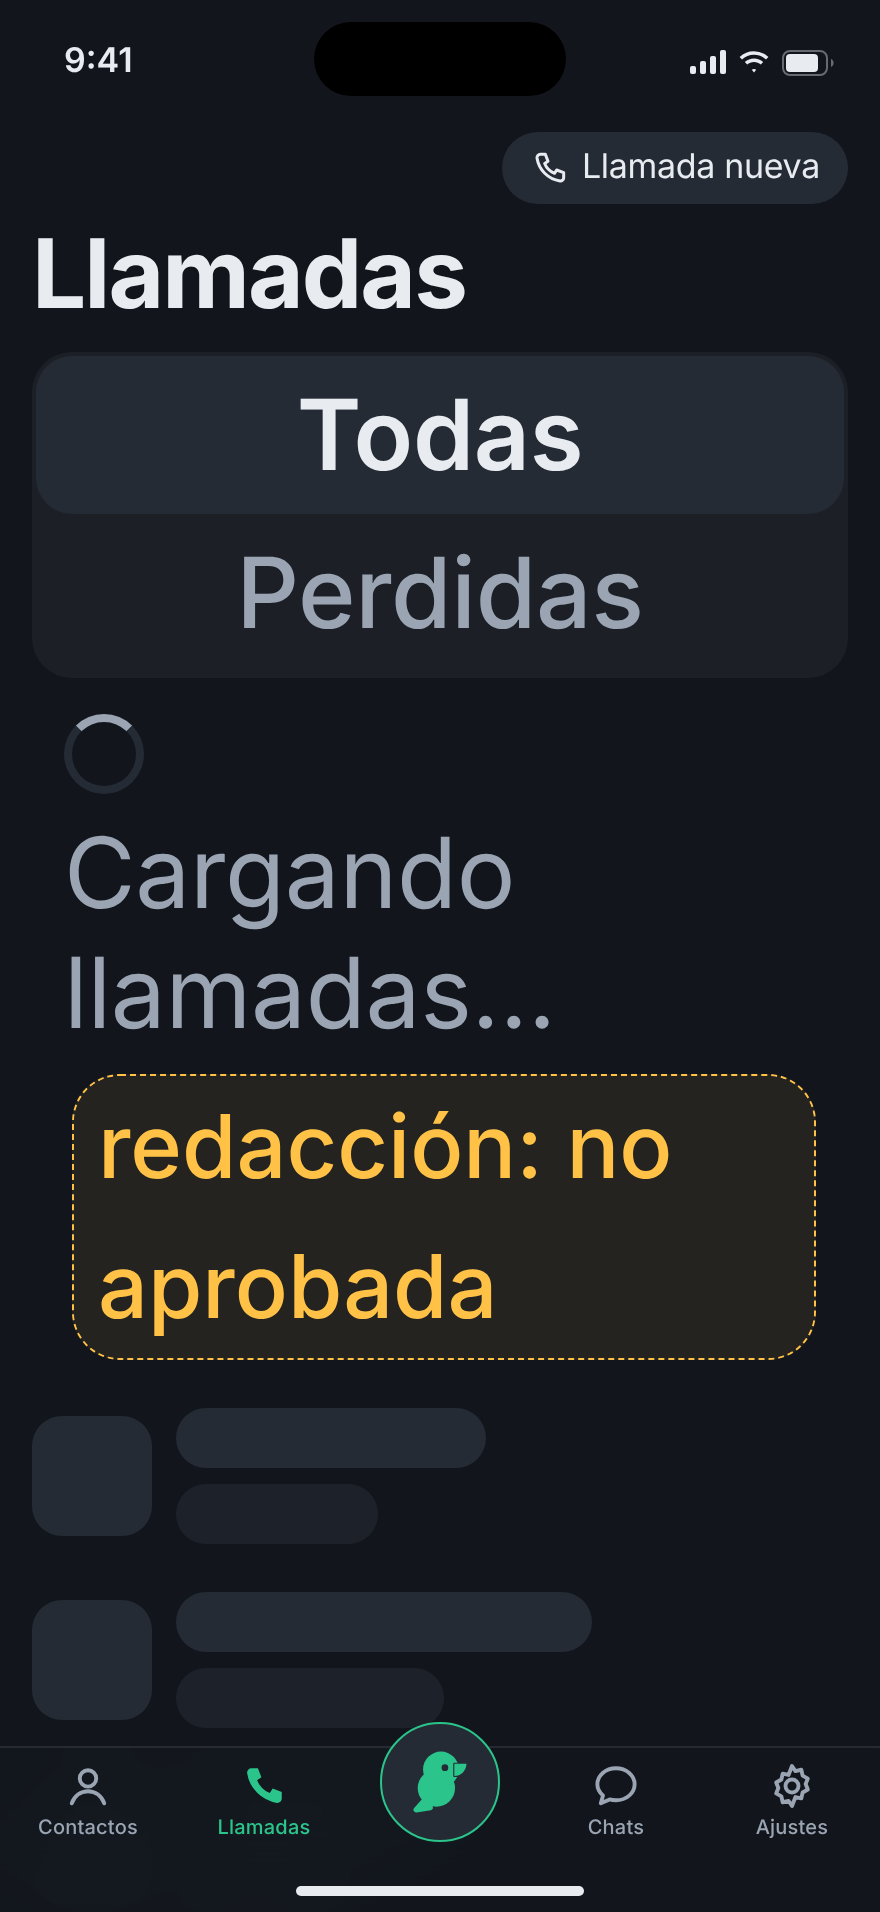 9:41
Llamada nueva
Llamadas
Todas
Perdidas
Cargando
llamadas...
redacción: no
aprobada
Contactos
Llamadas
Chats
Ajustes